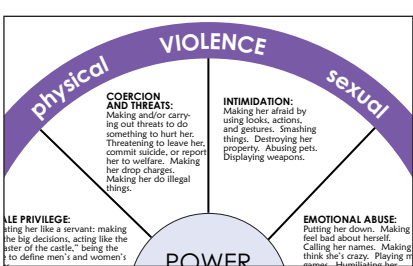 physical VIOLENCE sexual
COERCION
AND THREATS:
Making and/or carry-
ing out threats to do
something to hurt her.
Threatening to leave her,
commit suicide, or report
her to welfare. Making
her drop charges.
Making her do illegal
things.
INTIMIDATION:
Making her afraid by
using looks, actions,
and gestures. Smashing
things. Destroying her
property. Abusing pets.
Displaying weapons.
ALE PRIVILEGE:
ating her like a servant: making
the big decisions, acting like the
aster of the castle,” being the
e to define men's and women's
EMOTIONAL ABUSE:
Putting her down. Making
feel bad about herself.
Calling her names. Making
think she's crazy. Playing m
games. Humiliating her
POWER